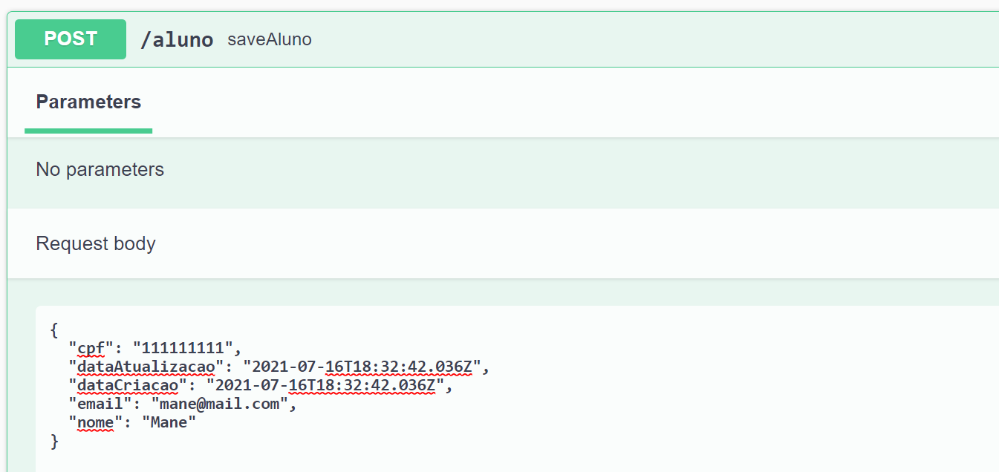 POST /aluno saveAluno
Parameters
No parameters
Request body
{
  "cpf": "111111111",
  "dataAtualizacao": "2021-07-16T18:32:42.036Z",
  "dataCriacao": "2021-07-16T18:32:42.036Z",
  "email": "mane@mail.com",
  "nome": "Mane"
}